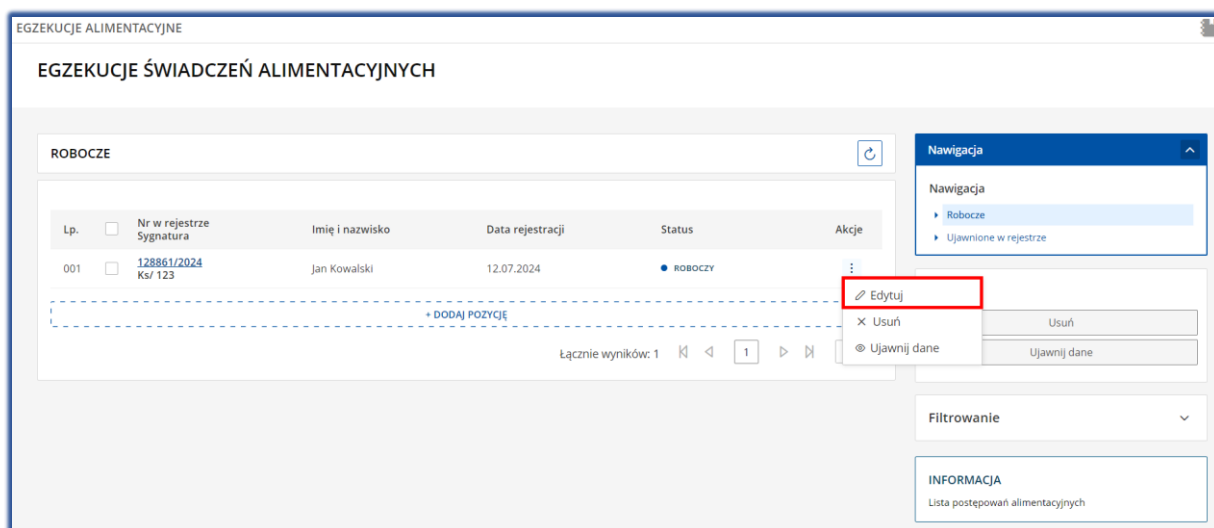 EGZEKUCJE ALIMENTACYJNE
EGZEKUCJE ŚWIADCZEŃ ALIMENTACYJNYCH
ROBOCZE
Lp.
Nr w rejestrze
Sygnatura
Imię i nazwisko
Data rejestracji
Status
Akcje
001
128861/2024
Ks/ 123
Jan Kowalski
12.07.2024
ROBOCZY
Edytuj
Usuń
Ujawnij dane
+ DODAJ POZYCJĘ
Łącznie wyników: 1
1
Nawigacja
Nawigacja
Robocze
Ujawnione w rejestrze
Usuń
Ujawnij dane
Filtrowanie
INFORMACJA
Lista postępowań alimentacyjnych